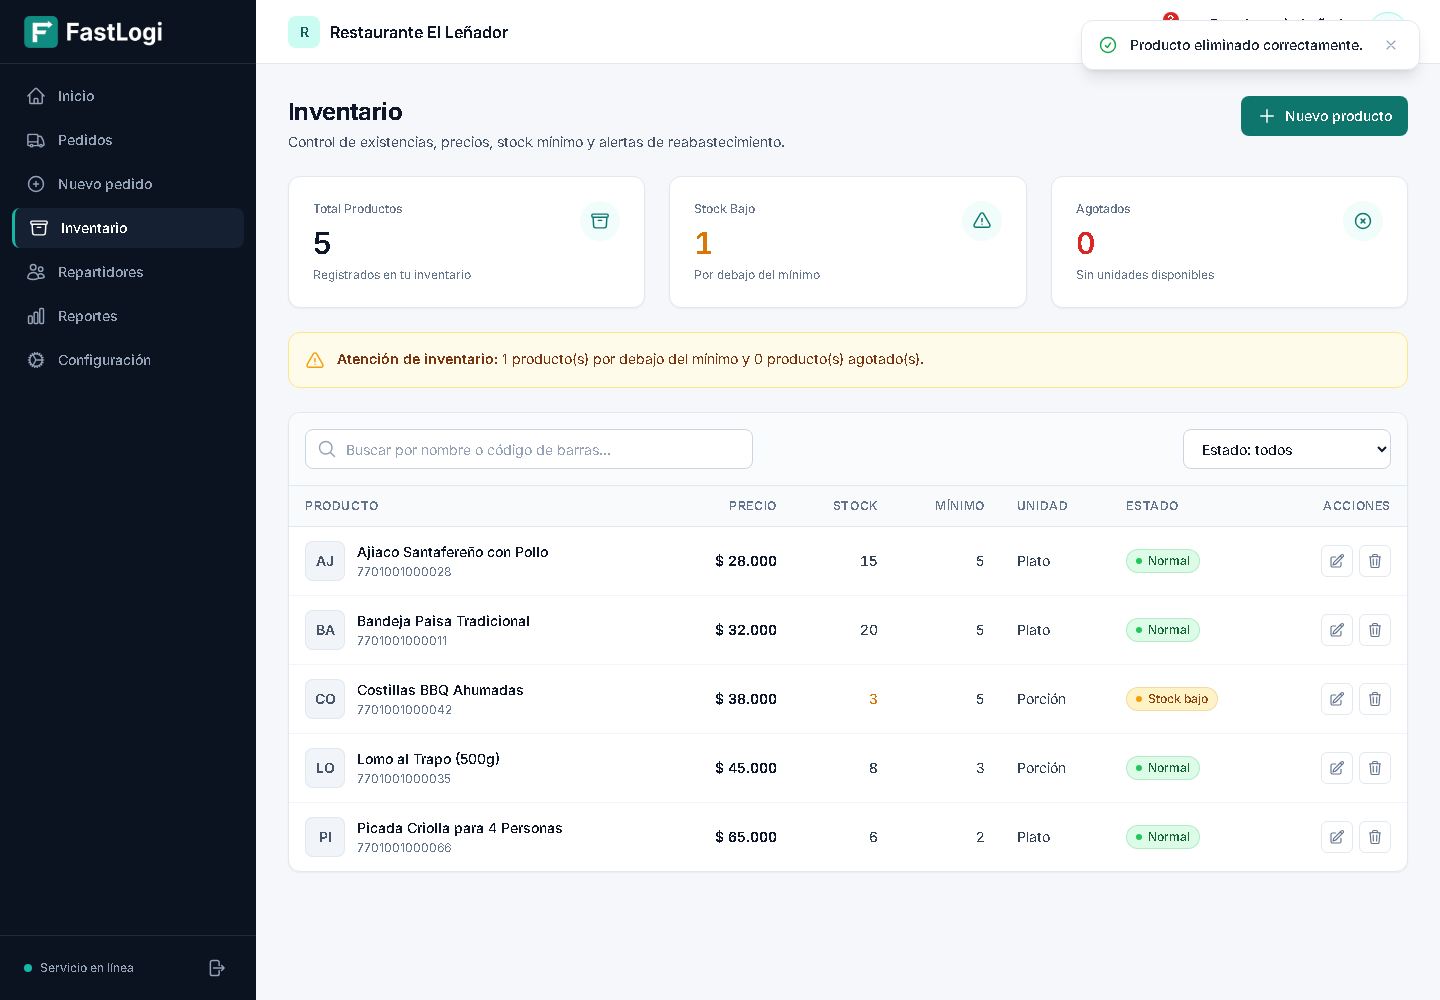 FastLogi
Inicio
Pedidos
Nuevo pedido
Inventario
Repartidores
Reportes
Configuración
Servicio en línea
R Restaurante El Leñador
Producto eliminado correctamente.
Inventario
Control de existencias, precios, stock mínimo y alertas de reabastecimiento.
Nuevo producto
Total Productos
5
Registrados en tu inventario
Stock Bajo
1
Por debajo del mínimo
Agotados
0
Sin unidades disponibles
Atención de inventario: 1 producto(s) por debajo del mínimo y 0 producto(s) agotado(s).
Buscar por nombre o código de barras...
Estado: todos
PRODUCTO PRECIO STOCK MÍNIMO UNIDAD ESTADO ACCIONES
AJ Ajiaco Santafereño con Pollo $ 28.000 15 5 Plato Normal
7701001000028
BA Bandeja Paisa Tradicional $ 32.000 20 5 Plato Normal
7701001000011
CO Costillas BBQ Ahumadas $ 38.000 3 5 Porción Stock bajo
7701001000042
LO Lomo al Trapo (500g) $ 45.000 8 3 Porción Normal
7701001000035
PI Picada Criolla para 4 Personas $ 65.000 6 2 Plato Normal
7701001000066